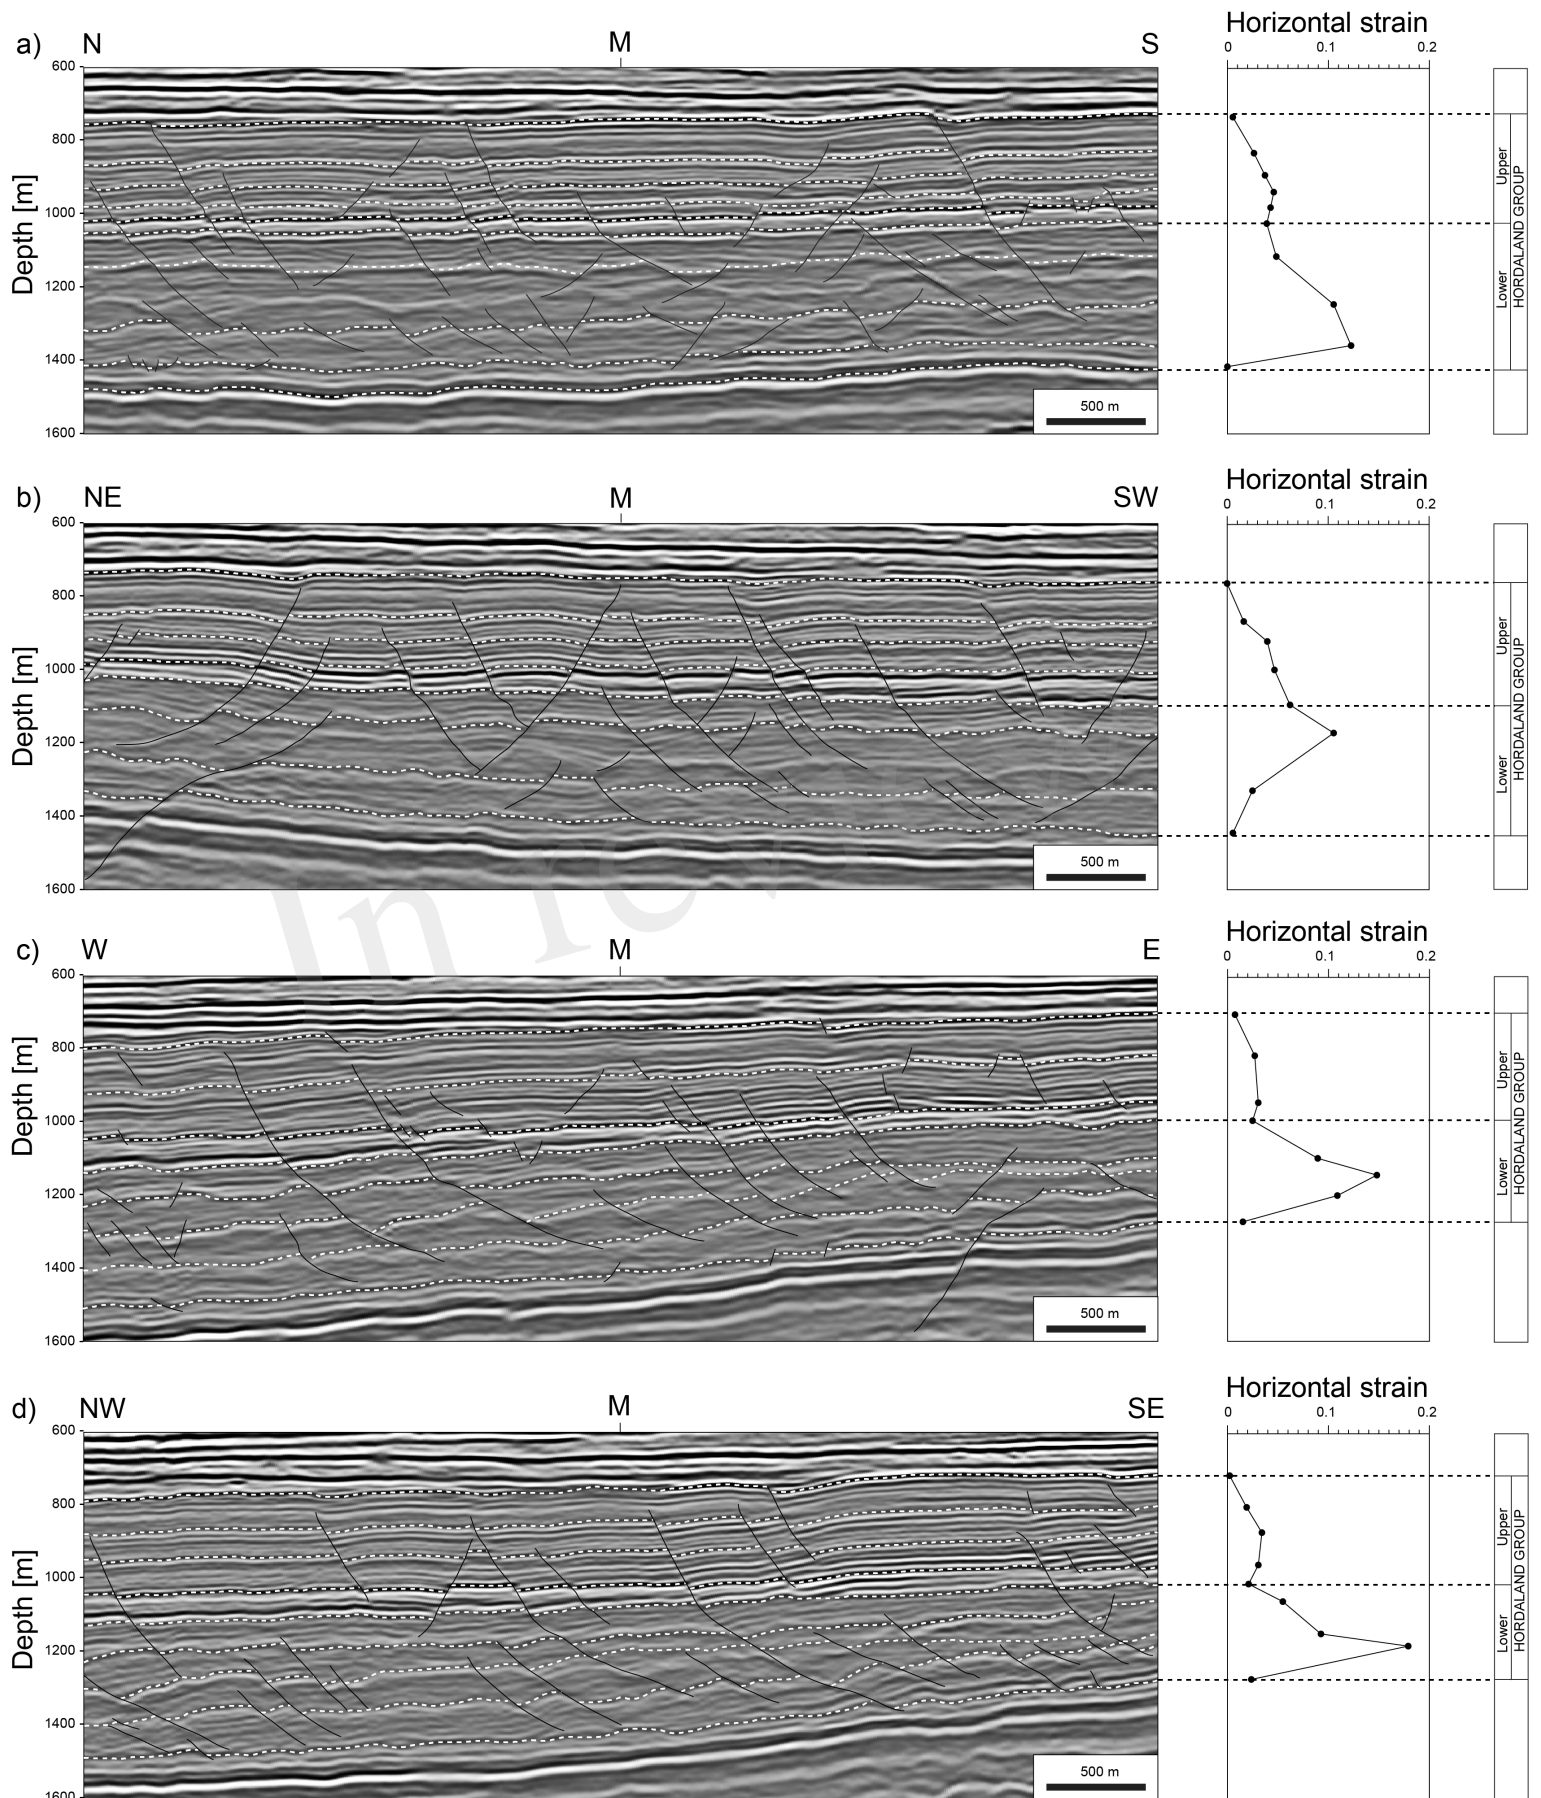 Horizontal strain
a) N M S
0 0.1 0.2
600
800
1000
1200
1400
1600
Depth [m]
500 m
Upper
Lower
HORDALAND GROUP
Horizontal strain
b) NE M SW
0 0.1 0.2
600
800
1000
1200
1400
1600
Depth [m]
500 m
Upper
Lower
HORDALAND GROUP
In rev
Horizontal strain
c) W M E
0 0.1 0.2
600
800
1000
1200
1400
1600
Depth [m]
500 m
Upper
Lower
HORDALAND GROUP
Horizontal strain
d) NW M SE
0 0.1 0.2
600
800
1000
1200
1400
1600
Depth [m]
500 m
Upper
Lower
HORDALAND GROUP